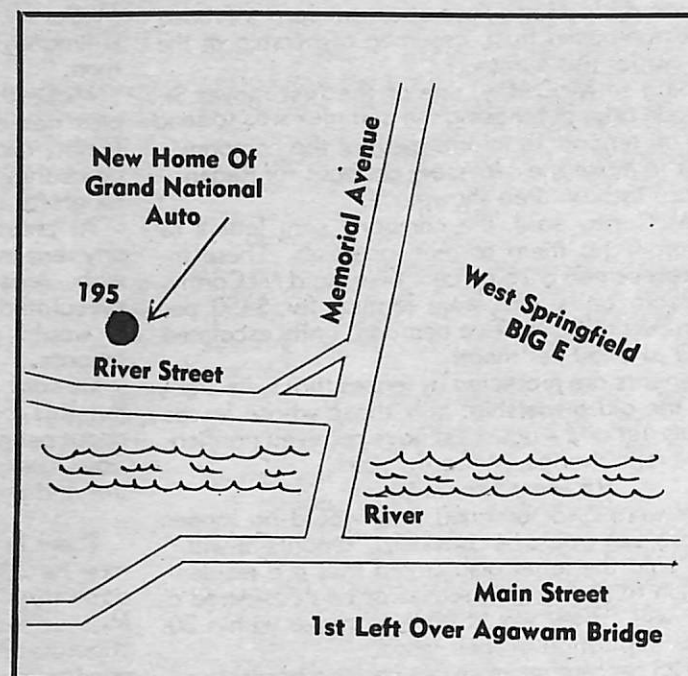 New Home Of
Grand National
Auto
Memorial Avenue
195
River Street
West Springfield
BIG E
River
Main Street
1st Left Over Agawam Bridge